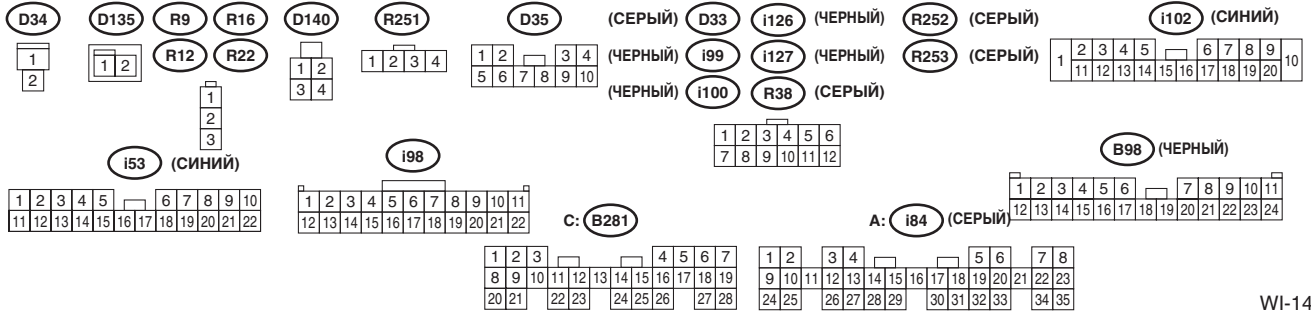 D34 D135 R9 R16 D140 R251 D35 (СЕРЫЙ) D33 i126 (ЧЕРНЫЙ) R252 (СЕРЫЙ) i102 (СИНИЙ)
R12 R22 (ЧЕРНЫЙ) i99 i127 (ЧЕРНЫЙ) R253 (СЕРЫЙ)
(ЧЕРНЫЙ) i100 R38 (СЕРЫЙ)
1
2
1 2
1
2
3
1 2
3 4
1 2 3 4
1 2 3 4
5 6 7 8 9 10
1 2 3 4 5 6
7 8 9 10 11 12
1 2 3 4 5 6 7 8 9 10
11 12 13 14 15 16 17 18 19 20
i53 (СИНИЙ) i98 B98 (ЧЕРНЫЙ)
1 2 3 4 5 6 7 8 9 10
11 12 13 14 15 16 17 18 19 20 21 22
1 2 3 4 5 6 7 8 9 10 11
12 13 14 15 16 17 18 19 20 21 22
1 2 3 4 5 6 7 8 9 10 11
12 13 14 15 16 17 18 19 20 21 22 23 24
C: B281 A: i84 (СЕРЫЙ)
1 2 3 4 5 6 7
8 9 10 11 12 13 14 15 16 17 18 19
20 21 22 23 24 25 26 27 28
1 2 3 4 5 6 7 8
9 10 11 12 13 14 15 16 17 18 19 20 21 22 23
24 25 26 27 28 29 30 31 32 33 34 35
WI-14